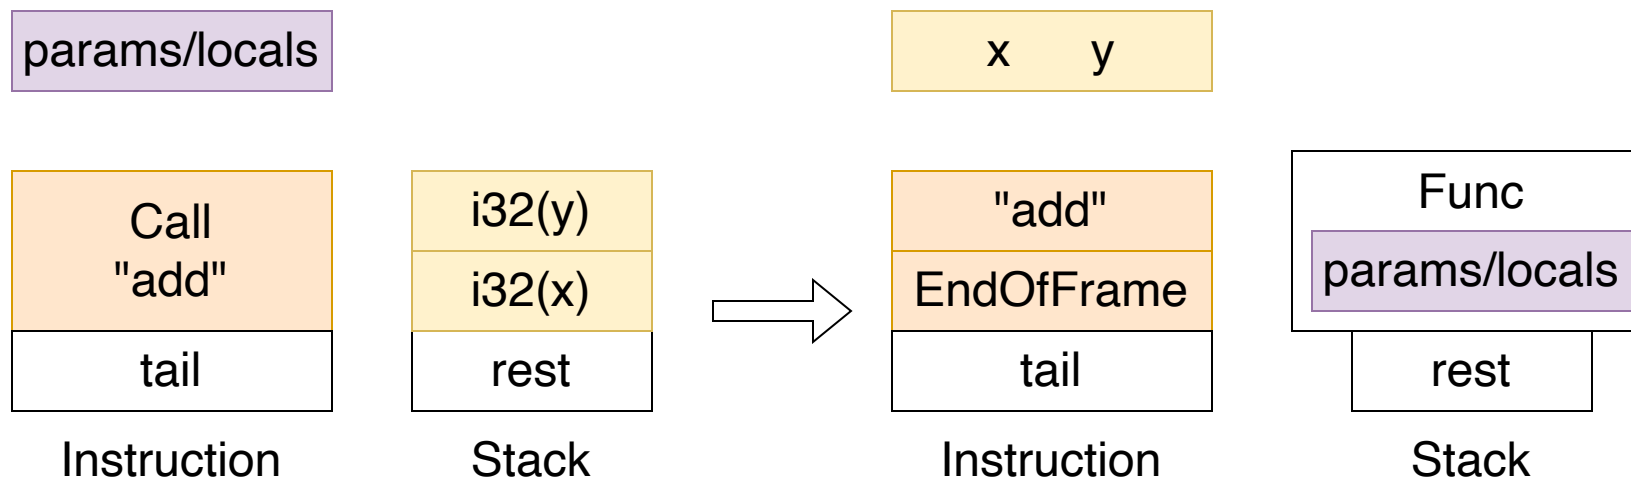 params/locals
Call
"add"
tail
Instruction
i32(y)
i32(x)
rest
Stack
x y
"add"
EndOfFrame
tail
Instruction
Func
params/locals
rest
Stack